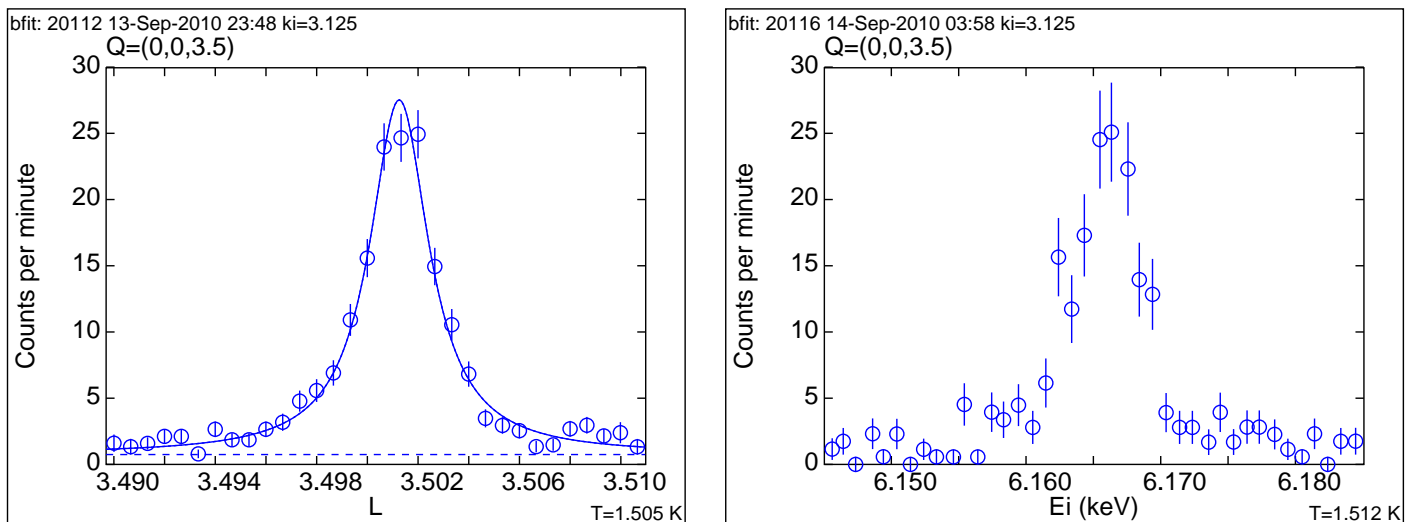 bfit: 20112 13-Sep-2010 23:48 ki=3.125
Q=(0,0,3.5)
30
25
20
15
10
5
0
Counts per minute
3.490 3.494 3.498 3.502 3.506 3.510
L
T=1.505 K
bfit: 20116 14-Sep-2010 03:58 ki=3.125
Q=(0,0,3.5)
30
25
20
15
10
5
0
Counts per minute
6.150 6.160 6.170 6.180
Ei (keV)
T=1.512 K